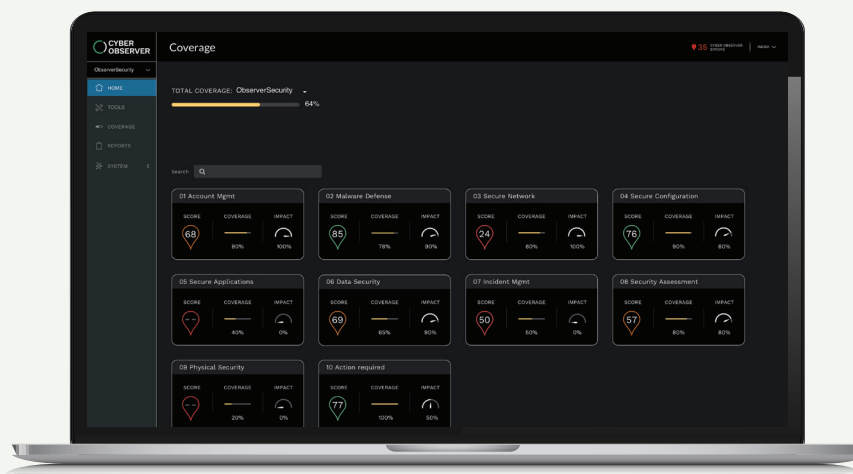 CYBER
OBSERVER
Coverage
36
CYBER OBSERVER
ERRORS
ObserverSecurity
HOME
TOOLS
COVERAGE
REPORTS
SYSTEM
TOTAL COVERAGE: ObserverSecurity
64%
Search
01 Account Mgmt
SCORE COVERAGE IMPACT
68
80% 100%
02 Malware Defense
SCORE COVERAGE IMPACT
85
78% 90%
03 Secure Network
SCORE COVERAGE IMPACT
24
80% 100%
04 Secure Configuration
SCORE COVERAGE IMPACT
76
90% 80%
05 Secure Applications
SCORE COVERAGE IMPACT
--
40% 0%
06 Data Security
SCORE COVERAGE IMPACT
69
65% 90%
07 Incident Mgmt
SCORE COVERAGE IMPACT
50
50% 0%
08 Security Assessment
SCORE COVERAGE IMPACT
57
80% 80%
09 Physical Security
SCORE COVERAGE IMPACT
--
20% 0%
10 Action required
SCORE COVERAGE IMPACT
77
100% 50%